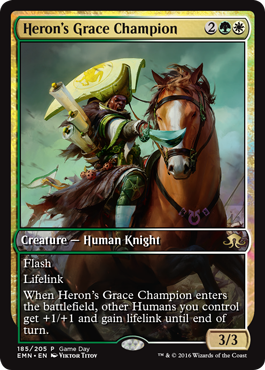 Heron's Grace Champion 2
Creature — Human Knight
Flash
Lifelink
When Heron's Grace Champion enters
the battlefield, other Humans you control
get +1/+1 and gain lifelink until end of
turn.
3/3
185/205 P Game Day
EMN • EN Viktor Titov
™ & © 2016 Wizards of the Coast